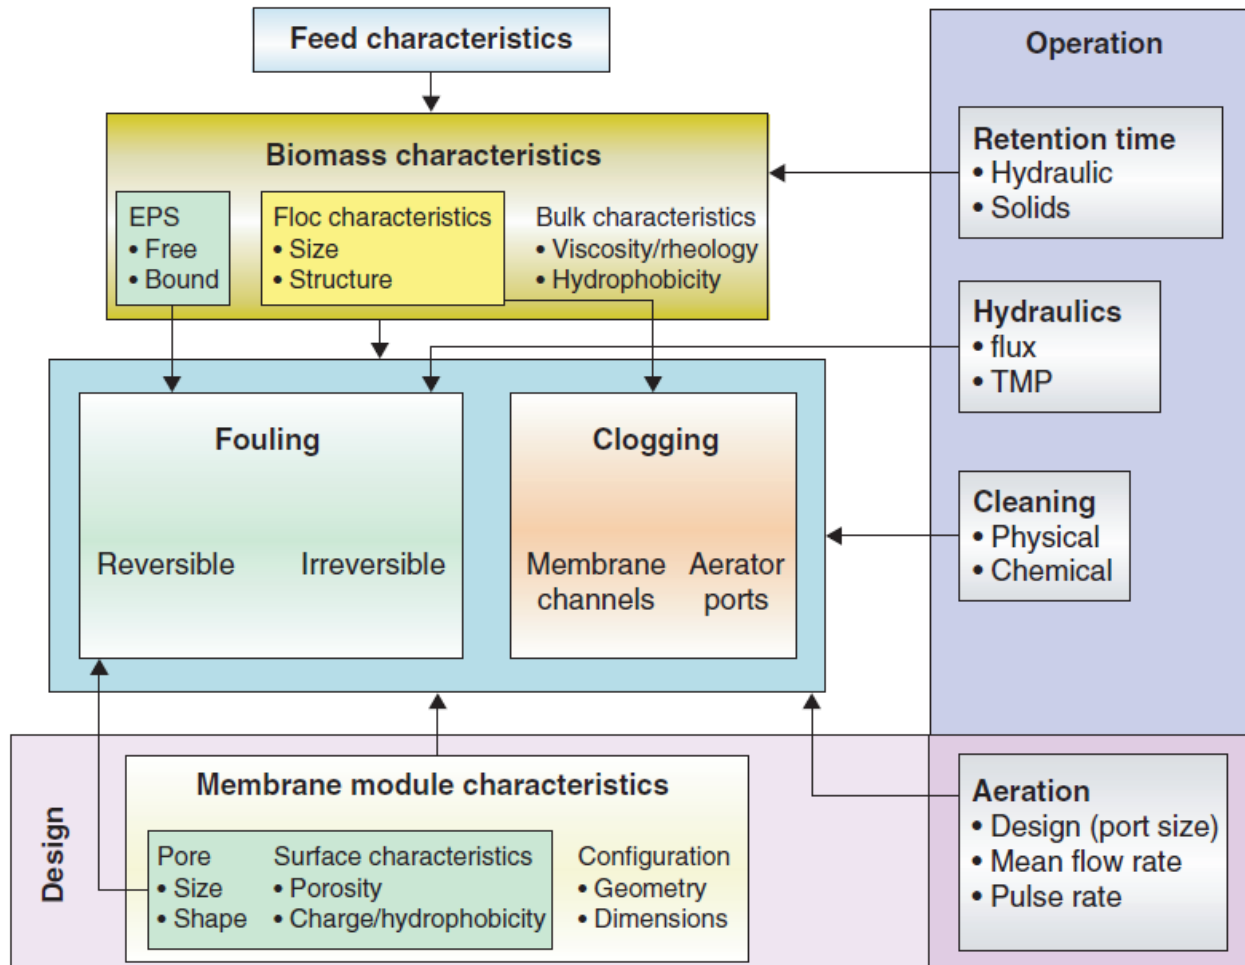 Feed characteristics
Operation
Biomass characteristics
EPS
• Free
• Bound
Floc characteristics
• Size
• Structure
Bulk characteristics
• Viscosity/rheology
• Hydrophobicity
Retention time
• Hydraulic
• Solids
Hydraulics
• flux
• TMP
Fouling
Reversible
Irreversible
Clogging
Membrane
channels
Aerator
ports
Cleaning
• Physical
• Chemical
Design
Membrane module characteristics
Pore
• Size
• Shape
Surface characteristics
• Porosity
• Charge/hydrophobicity
Configuration
• Geometry
• Dimensions
Aeration
• Design (port size)
• Mean flow rate
• Pulse rate